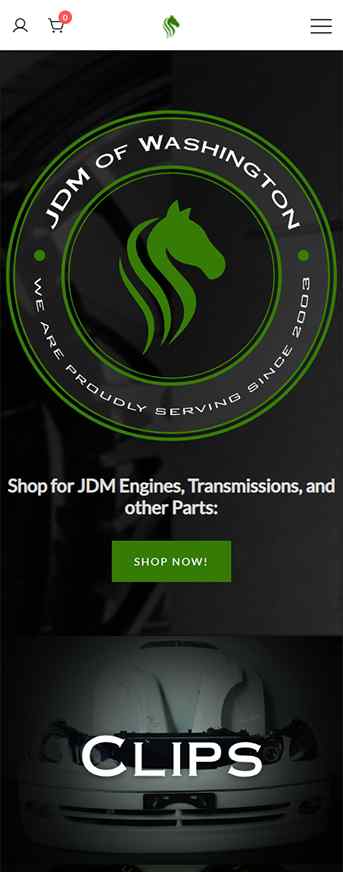 0
JDM OF WASHINGTON
WE ARE PROUDLY SERVING SINCE 2003
Shop for JDM Engines, Transmissions, and
other Parts:
SHOP NOW!
CLIPS